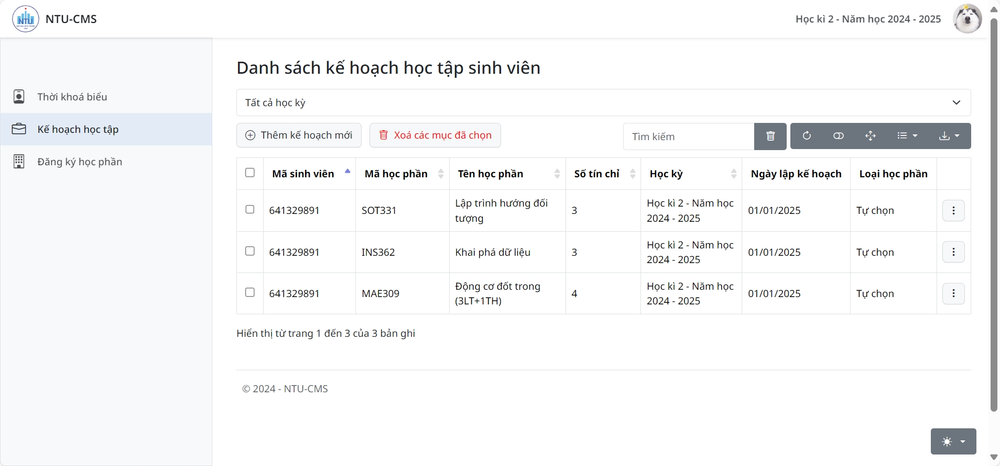 NTU
NTU-CMS
Học kì 2 - Năm học 2024 - 2025
Thời khoá biểu
Kế hoạch học tập
Đăng ký học phần
Danh sách kế hoạch học tập sinh viên
Tất cả học kỳ
Thêm kế hoạch mới
Xoá các mục đã chọn
Tìm kiếm
Mã sinh viên
Mã học phần
Tên học phần
Số tín chỉ
Học kỳ
Ngày lập kế hoạch
Loại học phần
641329891
SOT331
Lập trình hướng đối
tượng
3
Học kì 2 - Năm học
2024 - 2025
01/01/2025
Tự chọn
641329891
INS362
Khai phá dữ liệu
3
Học kì 2 - Năm học
2024 - 2025
01/01/2025
Tự chọn
641329891
MAE309
Động cơ đốt trong
(3LT+1TH)
4
Học kì 2 - Năm học
2024 - 2025
01/01/2025
Tự chọn
Hiển thị từ trang 1 đến 3 của 3 bản ghi
© 2024 - NTU-CMS